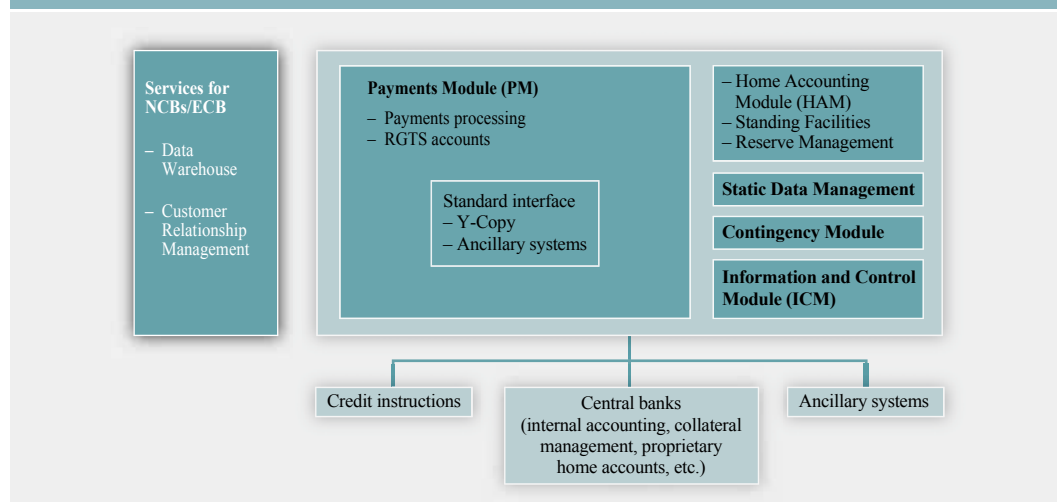 Services for
NCBs/ECB
– Data
Warehouse
– Customer
Relationship
Management
Payments Module (PM)
– Payments processing
– RGTS accounts
Standard interface
– Y-Copy
– Ancillary systems
– Home Accounting
Module (HAM)
– Standing Facilities
– Reserve Management
Static Data Management
Contingency Module
Information and Control
Module (ICM)
Credit instructions
Central banks
(internal accounting, collateral
management, proprietary
home accounts, etc.)
Ancillary systems